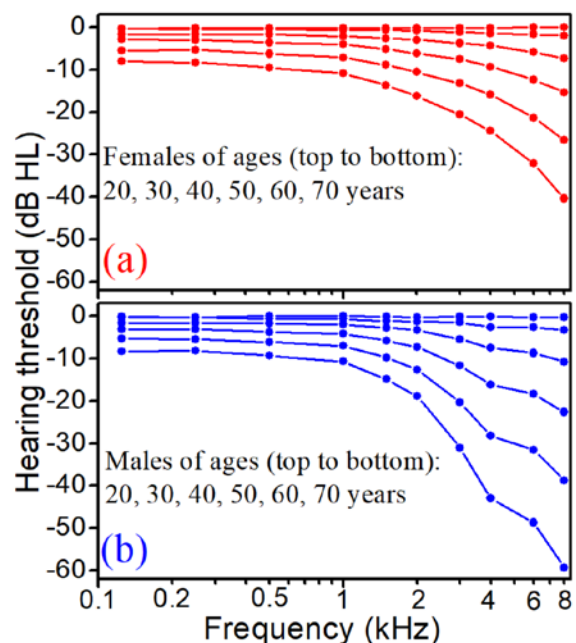 Hearing threshold (dB HL)
0
-10
-20
-30
-40
-50
-60
Females of ages (top to bottom):
20, 30, 40, 50, 60, 70 years
(a)
0
-10
-20
-30
-40
-50
-60
Males of ages (top to bottom):
20, 30, 40, 50, 60, 70 years
(b)
0.1 0.2 0.5 1 2 4 6 8
Frequency (kHz)